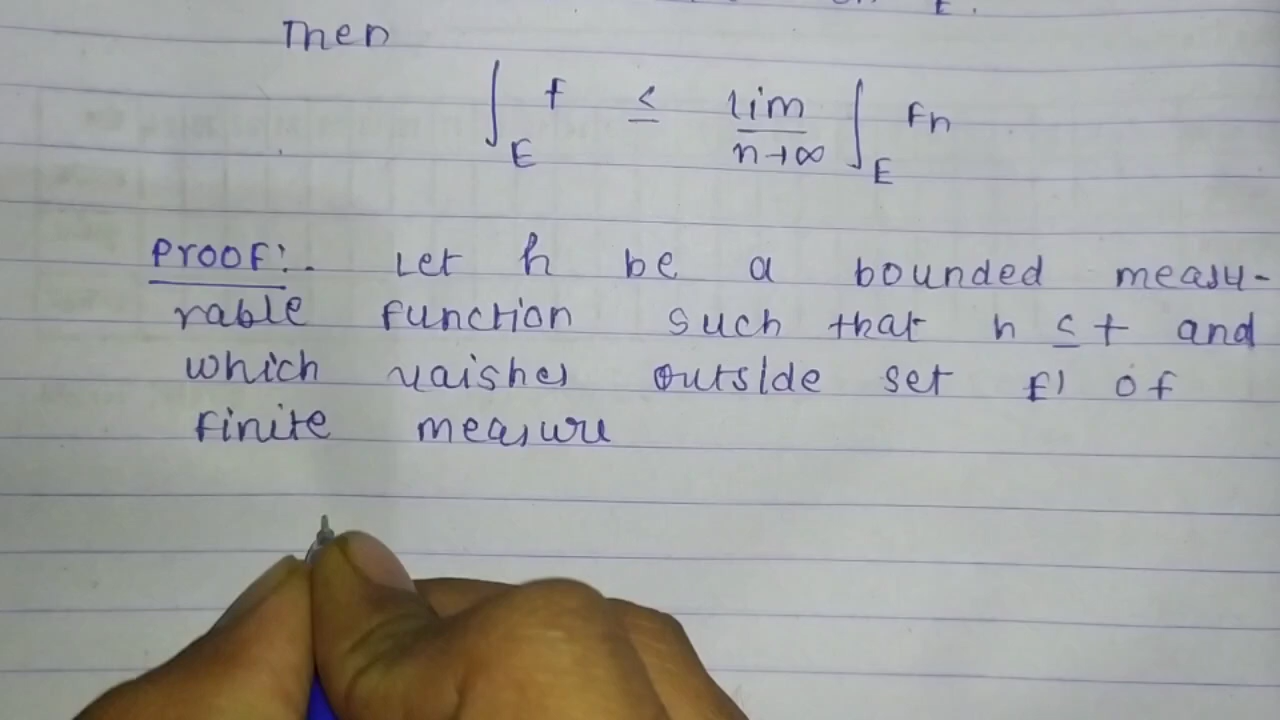 on E.
Then
∫_E f ≤ lim_{n→∞} ∫_E fn
Proof:. Let h be a bounded measu-
rable function such that h ≤ f and
which vaishes outside set E' of
finite measure